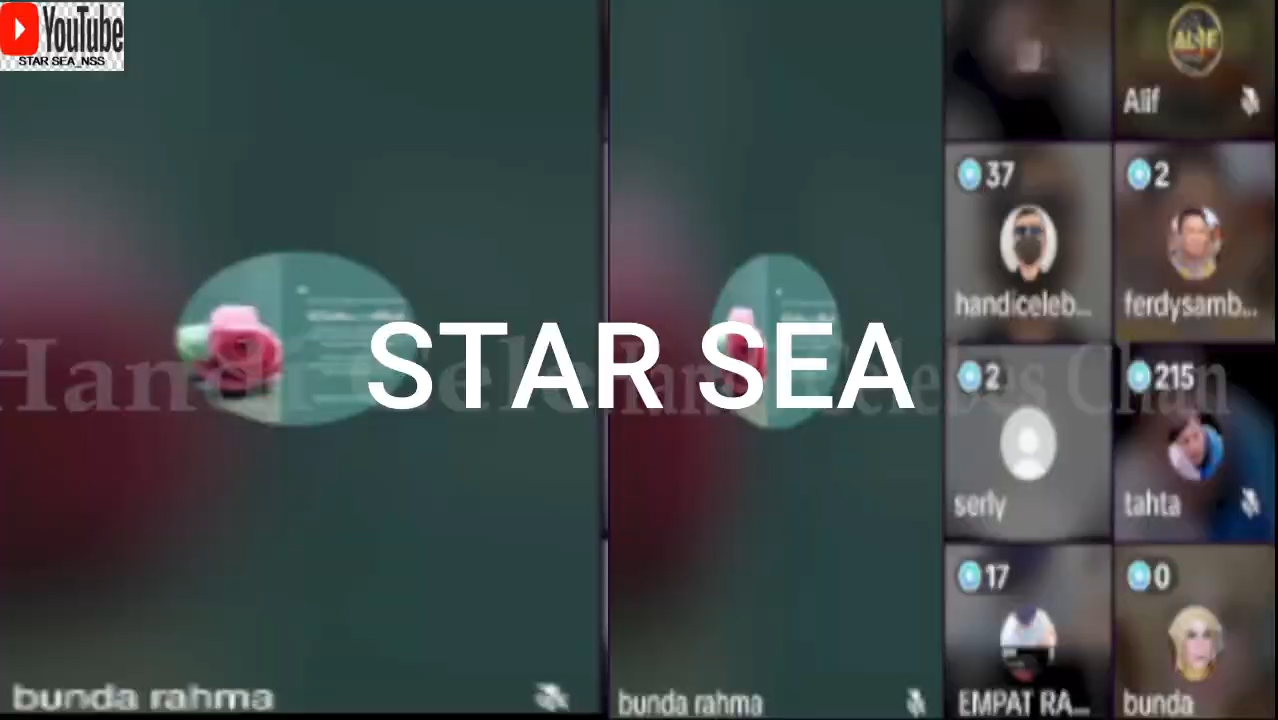 YouTube
STAR SEA_NSS
Alif
37
2
handiceleb...
ferdysamb...
STAR SEA
2
215
serly
tahta
17
0
bunda rahma
bunda rahma
EMPAT RA...
bunda